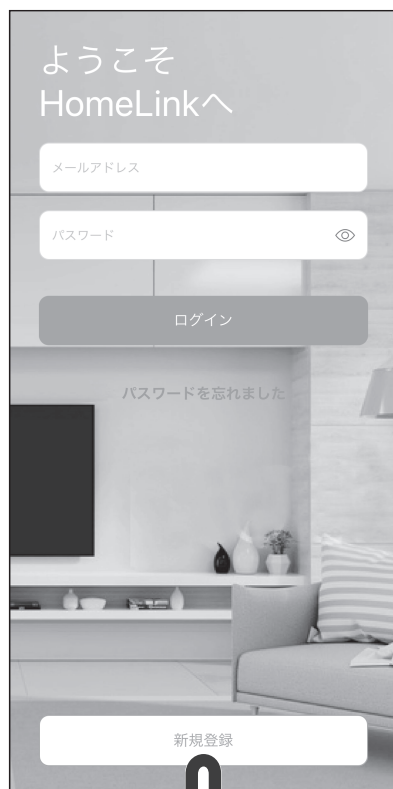 ようこそ
HomeLinkへ
メールアドレス
パスワード
ログイン
パスワードを忘れました
新規登録